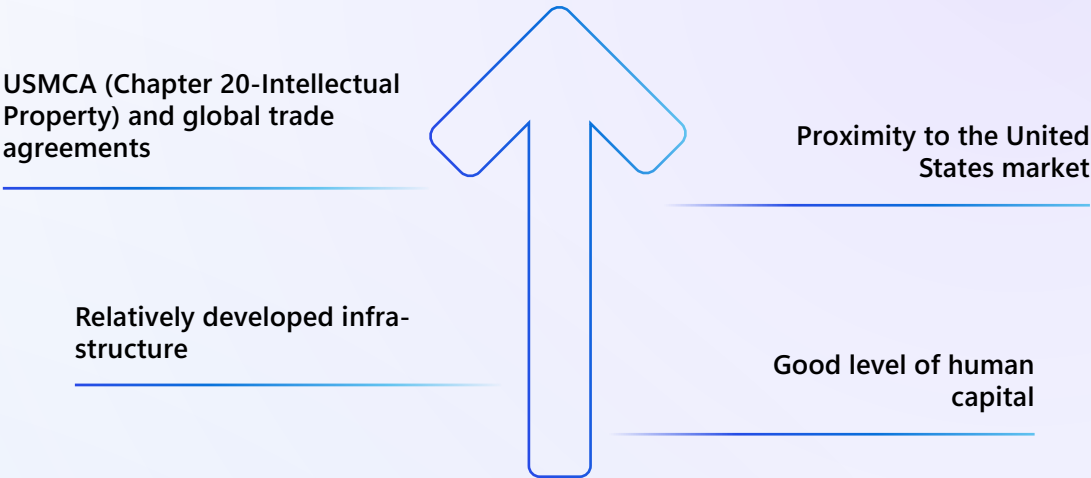 USMCA (Chapter 20-Intellectual
Property) and global trade
agreements
Proximity to the United
States market
Relatively developed infra-
structure
Good level of human
capital